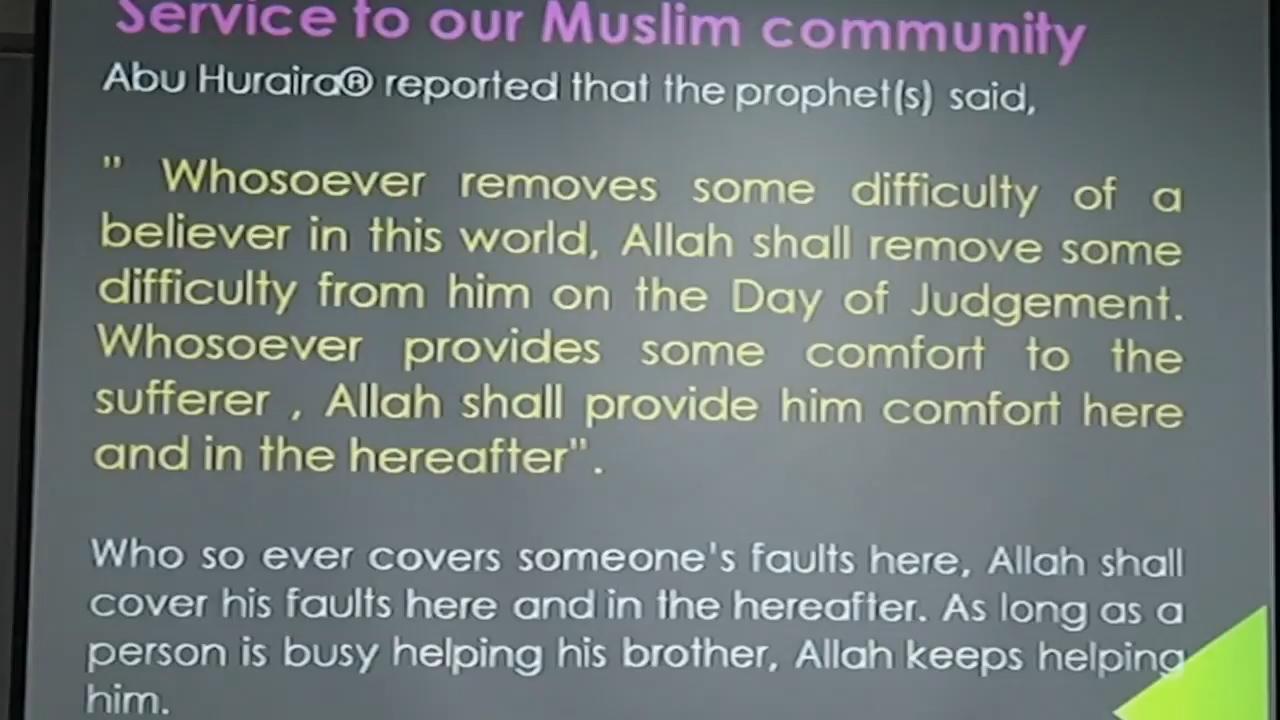 Service to our Muslim community
Abu Huraira® reported that the prophet(s) said,
" Whosoever removes some difficulty of a
believer in this world, Allah shall remove some
difficulty from him on the Day of Judgement.
Whosoever provides some comfort to the
sufferer , Allah shall provide him comfort here
and in the hereafter".
Who so ever covers someone's faults here, Allah shall
cover his faults here and in the hereafter. As long as a
person is busy helping his brother, Allah keeps helping
him.